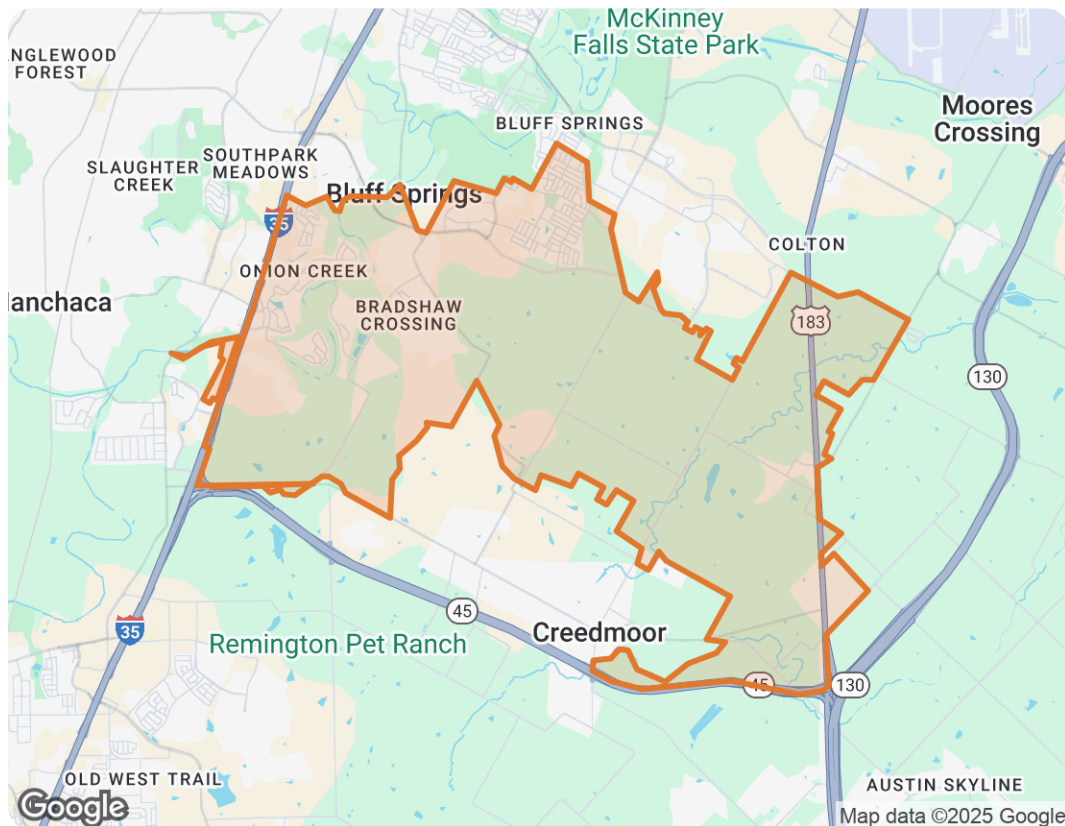 McKinney
Falls State Park
NGLEWOOD
FOREST
Moores
Crossing
BLUFF SPRINGS
SOUTHPARK
MEADOWS
SLAUGHTER
CREEK
Bluff Springs
35
COLTON
ONION CREEK
anchaca
BRADSHAW
CROSSING
183
130
45
35
Creedmoor
Remington Pet Ranch
45
130
OLD WEST TRAIL
AUSTIN SKYLINE
Google
Map data ©2025 Google